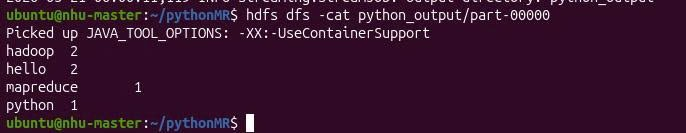 ubuntu@nhu-master:~/pythonMR$ hdfs dfs -cat python_output/part-00000
Picked up JAVA_TOOL_OPTIONS: -XX:-UseContainerSupport
hadoop	2
hello	2
mapreduce	1
python	1
ubuntu@nhu-master:~/pythonMR$